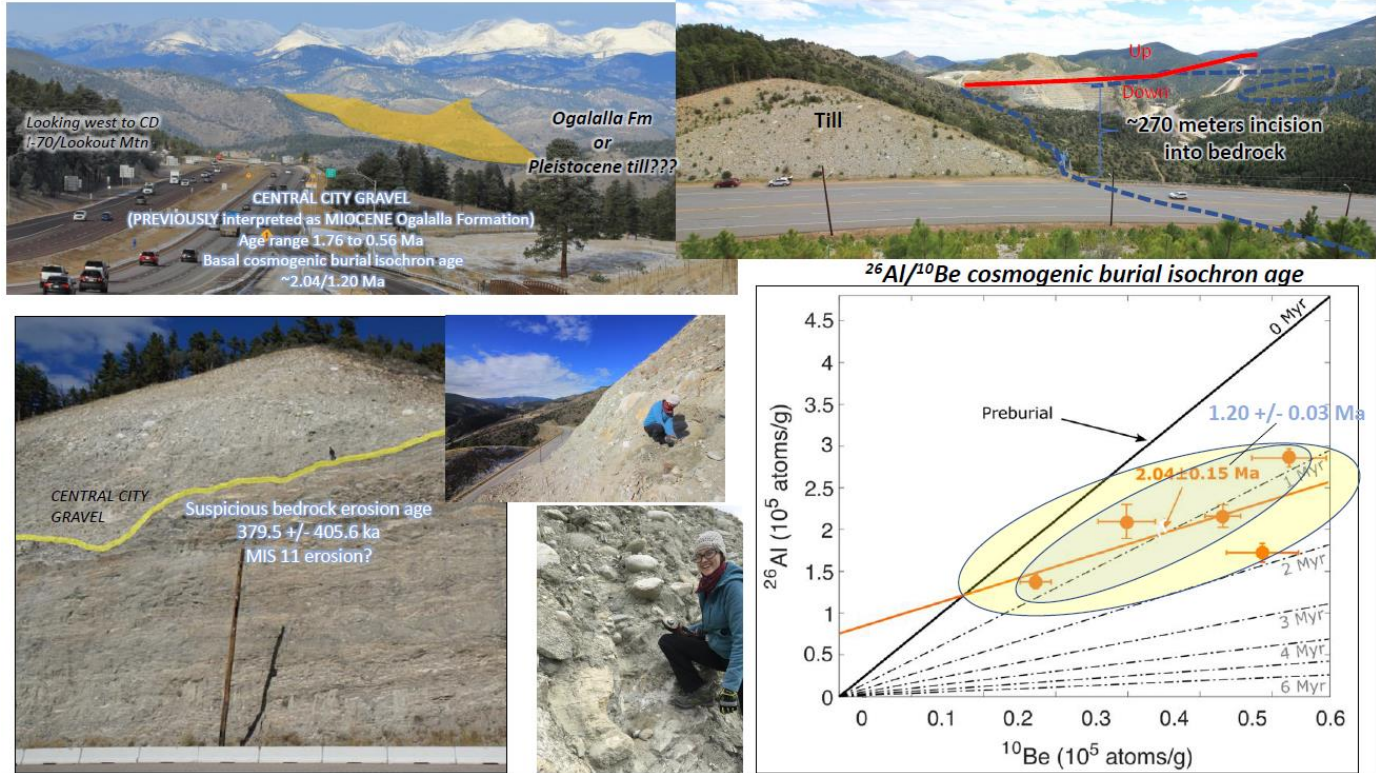 Looking west to CD
I-70/Lookout Mtn
Ogalalla Fm
or
Pleistocene till???
CENTRAL CITY GRAVEL
(PREVIOUSLY interpreted as MIOCENE Ogalalla Formation)
Age range 1.76 to 0.56 Ma
Basal cosmogenic burial isochron age
~2.04/1.20 Ma
Up
Down
Till
~270 meters incision
into bedrock
CENTRAL CITY
GRAVEL
Suspicious bedrock erosion age
379.5 +/- 405.6 ka
MIS 11 erosion?
²⁶Al/¹⁰Be cosmogenic burial isochron age
0 Myr
Preburial
1.20 +/- 0.03 Ma
2.04±0.15 Ma
1 Myr
2 Myr
3 Myr
4 Myr
6 Myr
4.5
4
3.5
3
2.5
2
1.5
1
0.5
0
²⁶Al (10⁵ atoms/g)
0
0.1
0.2
0.3
0.4
0.5
0.6
¹⁰Be (10⁵ atoms/g)